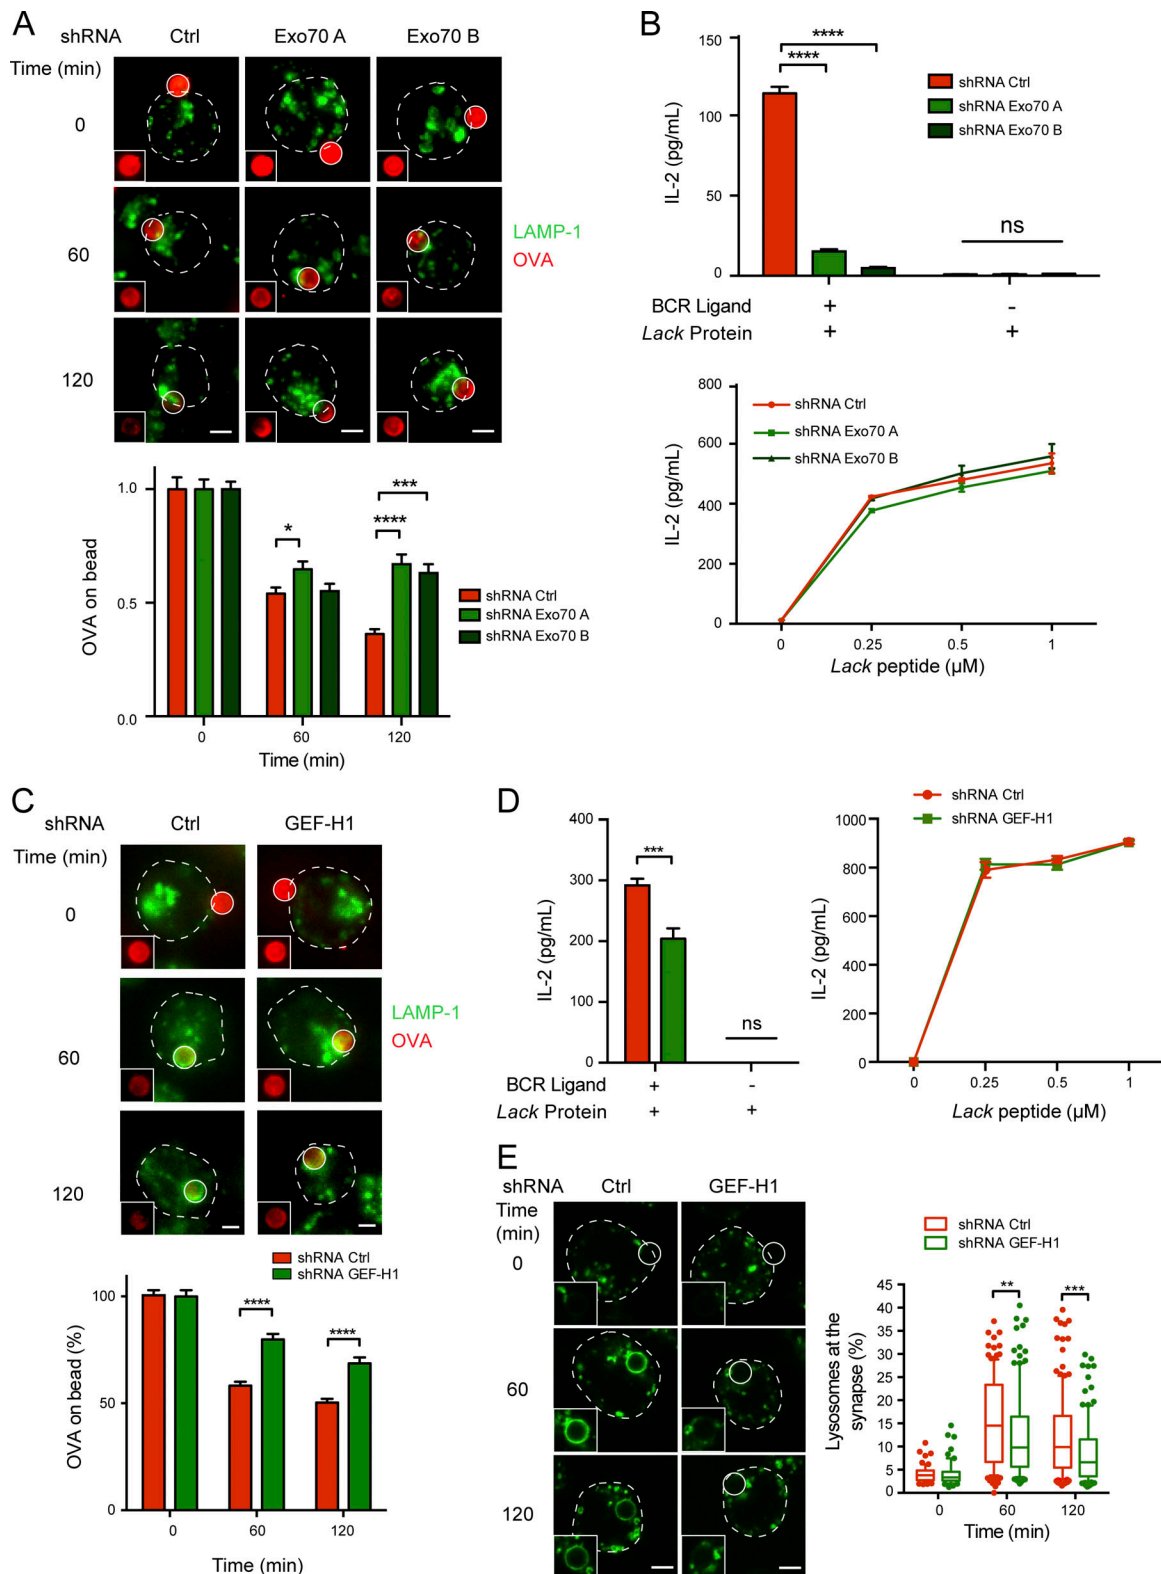 A
shRNA Ctrl Exo70 A Exo70 B
Time (min)
0
60
120
LAMP-1
OVA
OVA on bead
1.0
0.5
0.0
* **** ***
shRNA Ctrl
shRNA Exo70 A
shRNA Exo70 B
0 60 120
Time (min)
B
IL-2 (pg/mL)
150
100
50
0
****
****
ns
shRNA Ctrl
shRNA Exo70 A
shRNA Exo70 B
BCR Ligand + -
Lack Protein + +
IL-2 (pg/mL)
800
600
400
200
0
shRNA Ctrl
shRNA Exo70 A
shRNA Exo70 B
0 0.25 0.5 1
Lack peptide (µM)
C
shRNA Ctrl GEF-H1
Time (min)
0
60
120
LAMP-1
OVA
shRNA Ctrl
shRNA GEF-H1
OVA on bead (%)
100
50
0
**** ****
0 60 120
Time (min)
D
IL-2 (pg/mL)
400
300
200
100
0
***
ns
BCR Ligand + -
Lack Protein + +
shRNA Ctrl
shRNA GEF-H1
IL-2 (pg/mL)
1000
800
600
400
200
0
0 0.25 0.5 1
Lack peptide (µM)
E
shRNA Ctrl GEF-H1
Time
(min)
0
60
120
shRNA Ctrl
shRNA GEF-H1
Lysosomes at the
synapse (%)
45
40
35
30
25
20
15
10
5
0
** ***
0 60 120
Time (min)